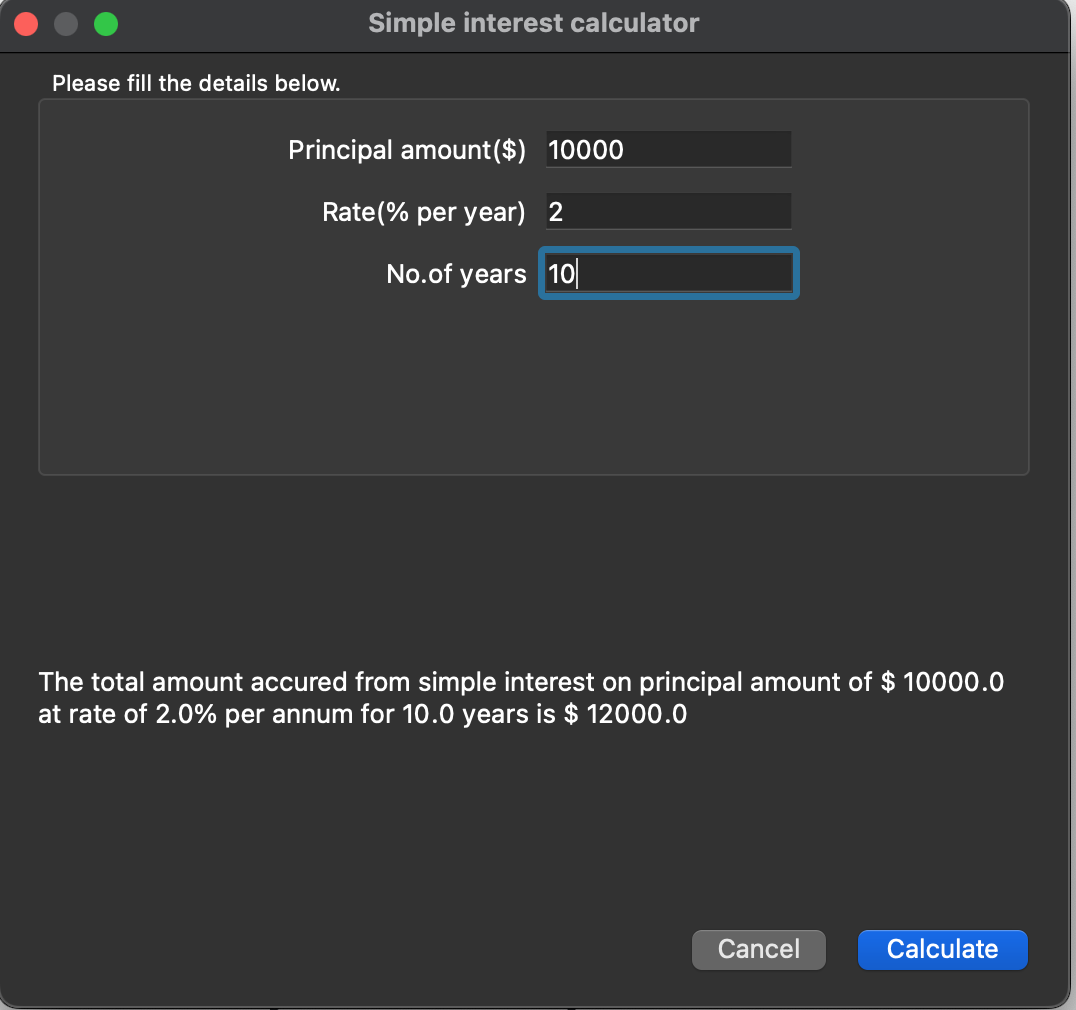 Simple interest calculator
Please fill the details below.
Principal amount($) 10000
Rate(% per year) 2
No.of years 10
The total amount accured from simple interest on principal amount of $ 10000.0
at rate of 2.0% per annum for 10.0 years is $ 12000.0
Cancel Calculate